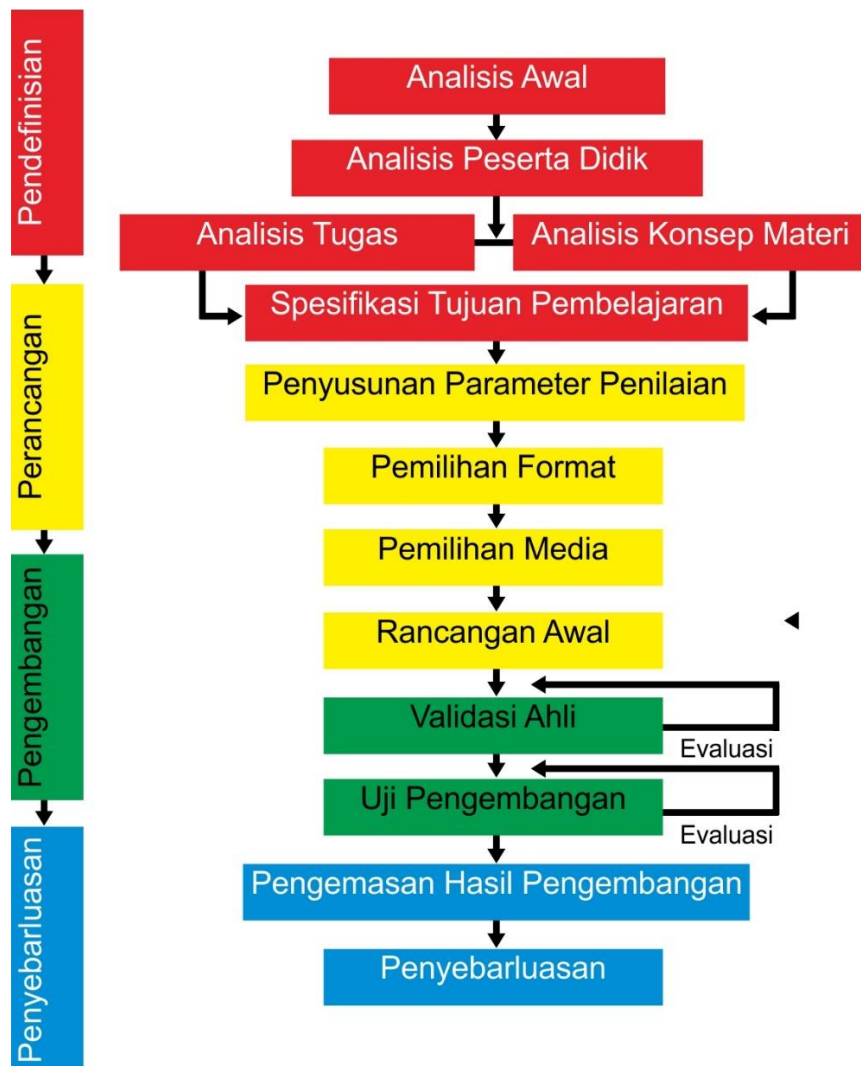 Pendefinisian
Perancangan
Pengembangan
Penyebarluasan
Analisis Awal
Analisis Peserta Didik
Analisis Tugas
Analisis Konsep Materi
Spesifikasi Tujuan Pembelajaran
Penyusunan Parameter Penilaian
Pemilihan Format
Pemilihan Media
Rancangan Awal
Validasi Ahli
Evaluasi
Uji Pengembangan
Evaluasi
Pengemasan Hasil Pengembangan
Penyebarluasan